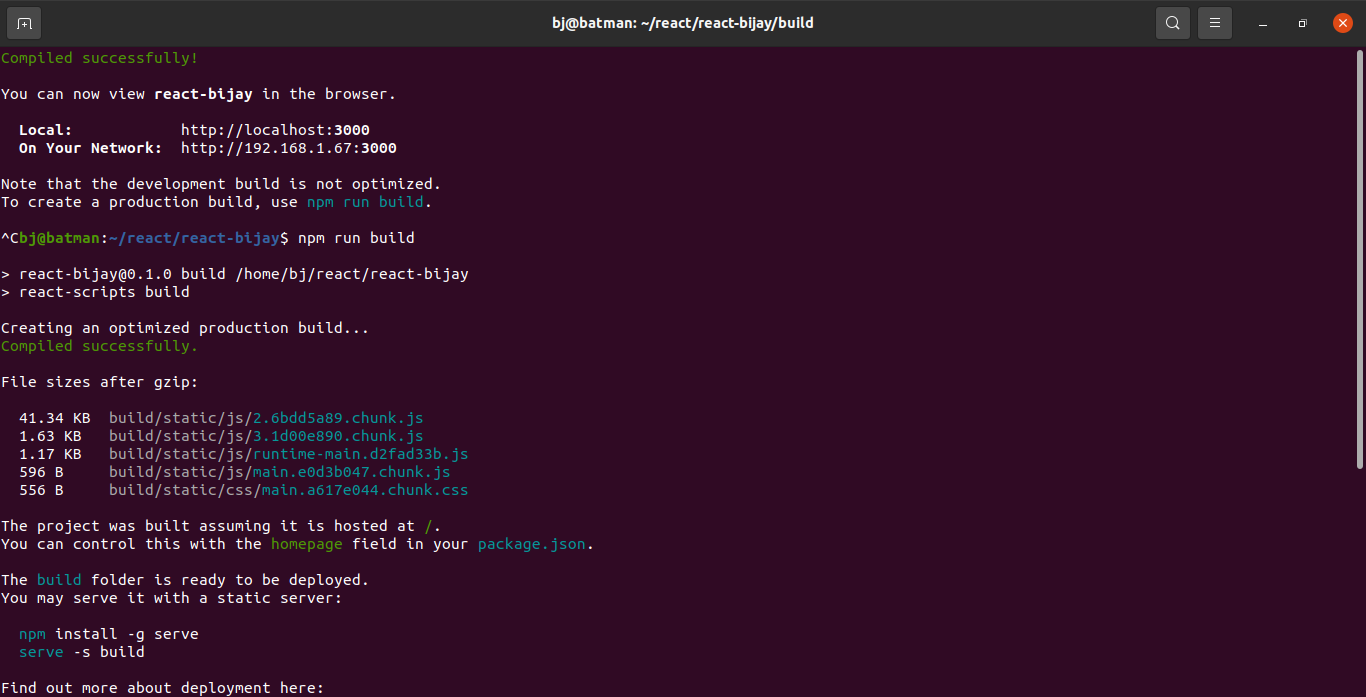 bj@batman: ~/react/react-bijay/build
Compiled successfully!
You can now view react-bijay in the browser.
Local: http://localhost:3000
On Your Network: http://192.168.1.67:3000
Note that the development build is not optimized.
To create a production build, use npm run build.
^Cbj@batman:~/react/react-bijay$ npm run build
> react-bijay@0.1.0 build /home/bj/react/react-bijay
> react-scripts build
Creating an optimized production build...
Compiled successfully.
File sizes after gzip:
41.34 KB build/static/js/2.6bdd5a89.chunk.js
1.63 KB build/static/js/3.1d00e890.chunk.js
1.17 KB build/static/js/runtime-main.d2fad33b.js
596 B build/static/js/main.e0d3b047.chunk.js
556 B build/static/css/main.a617e044.chunk.css
The project was built assuming it is hosted at /.
You can control this with the homepage field in your package.json.
The build folder is ready to be deployed.
You may serve it with a static server:
npm install -g serve
serve -s build
Find out more about deployment here: